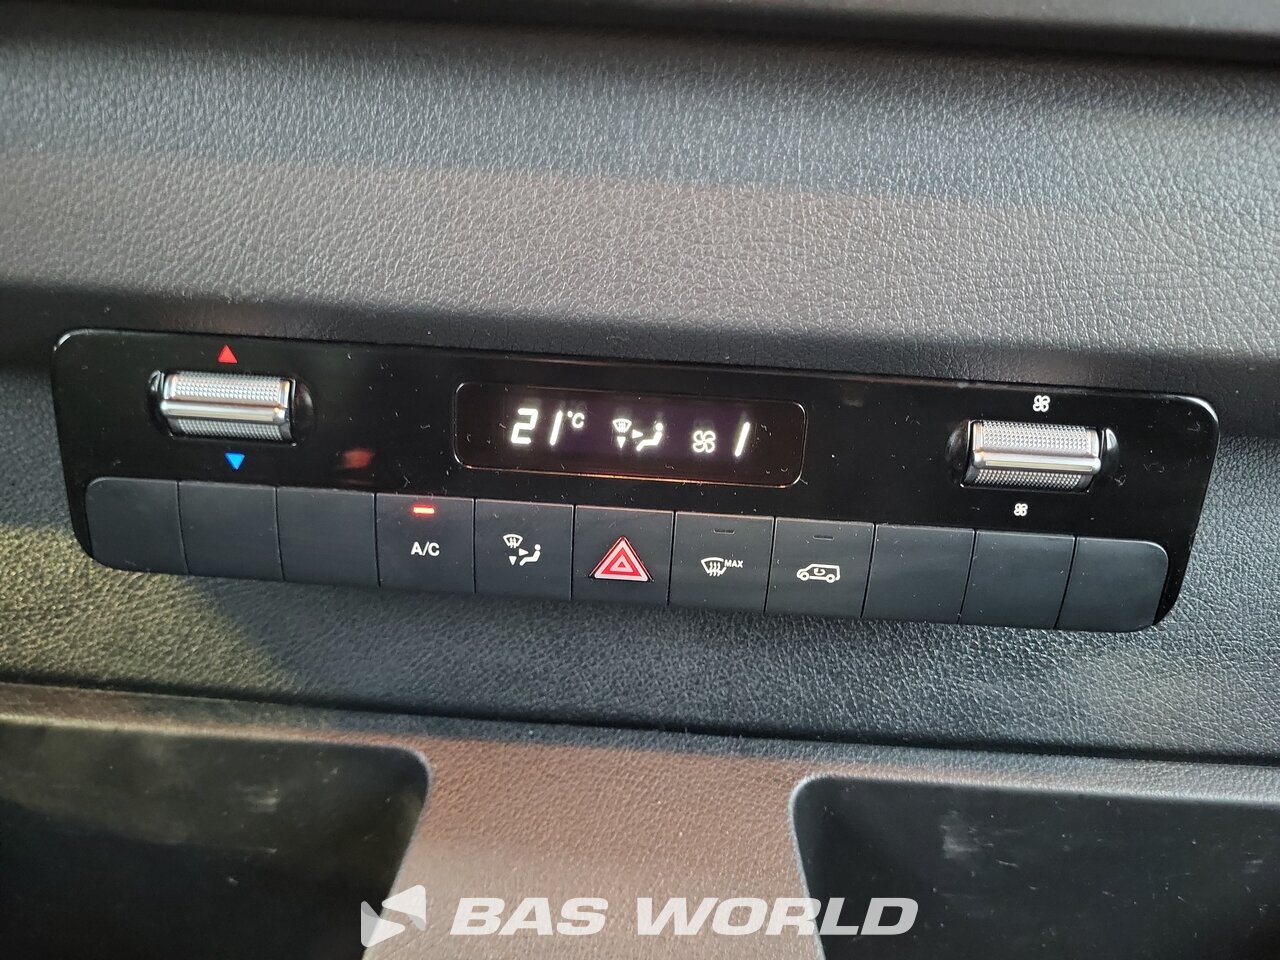 21°C 1
A/C
MAX
BAS WORLD